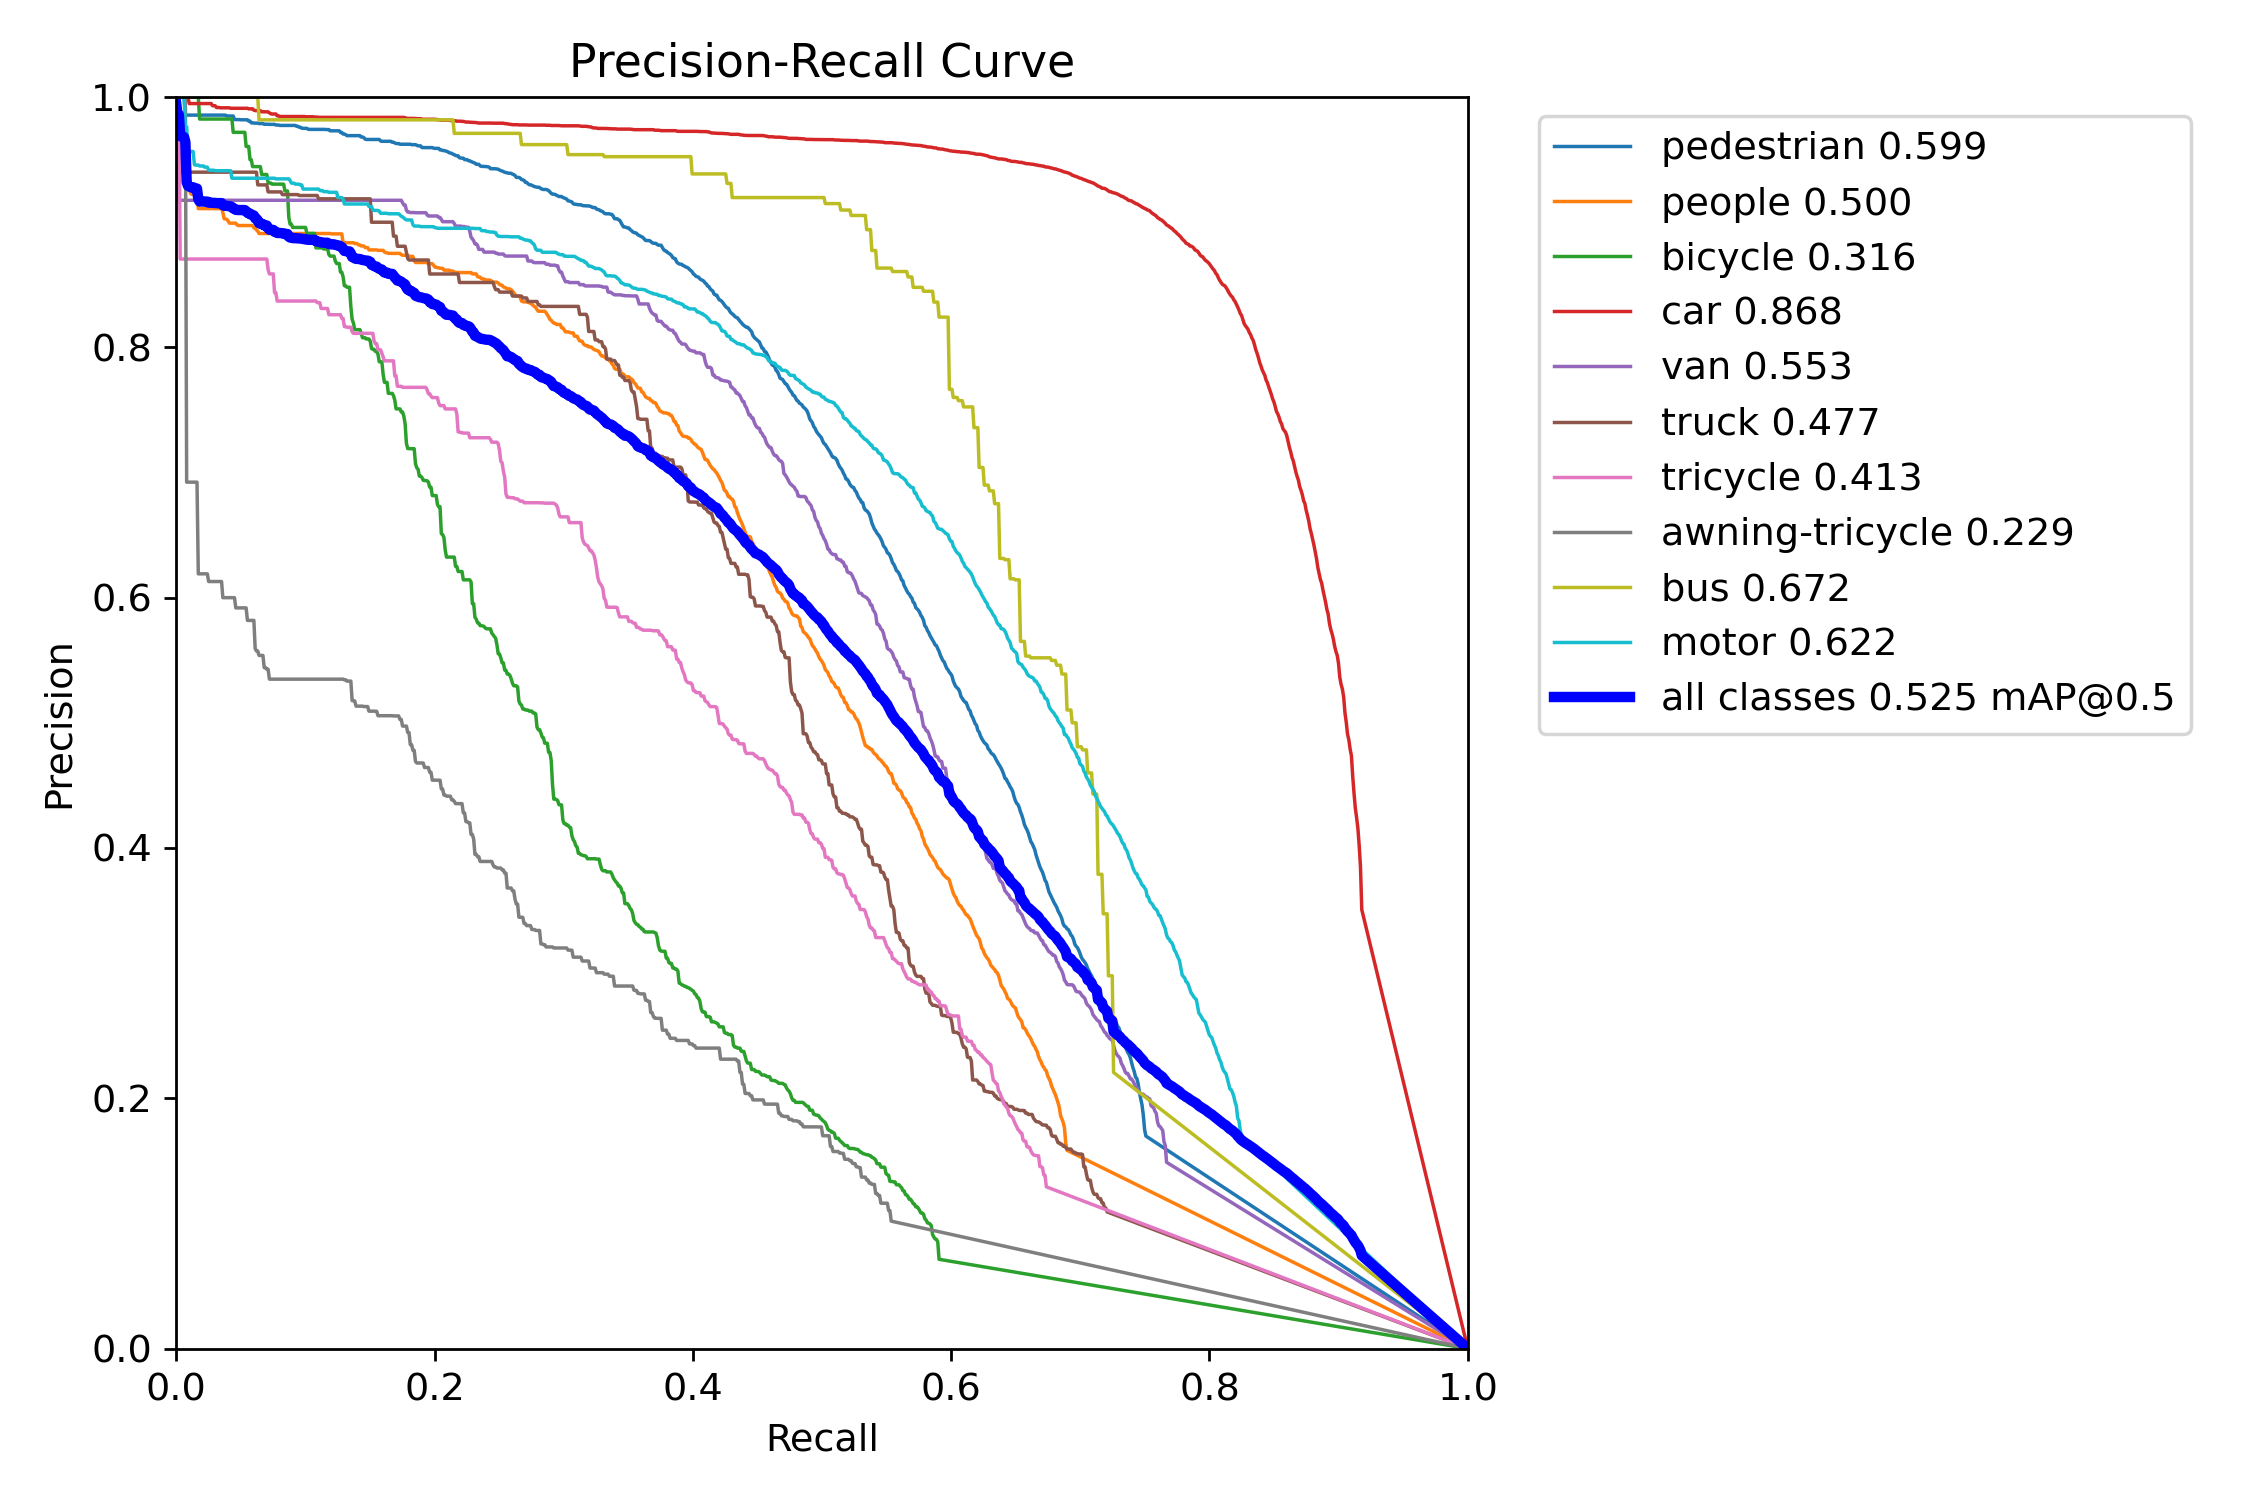 Precision-Recall Curve
1.0
0.8
0.6
0.4
0.2
0.0
Precision
0.0 0.2 0.4 0.6 0.8 1.0
Recall
pedestrian 0.599
people 0.500
bicycle 0.316
car 0.868
van 0.553
truck 0.477
tricycle 0.413
awning-tricycle 0.229
bus 0.672
motor 0.622
all classes 0.525 mAP@0.5